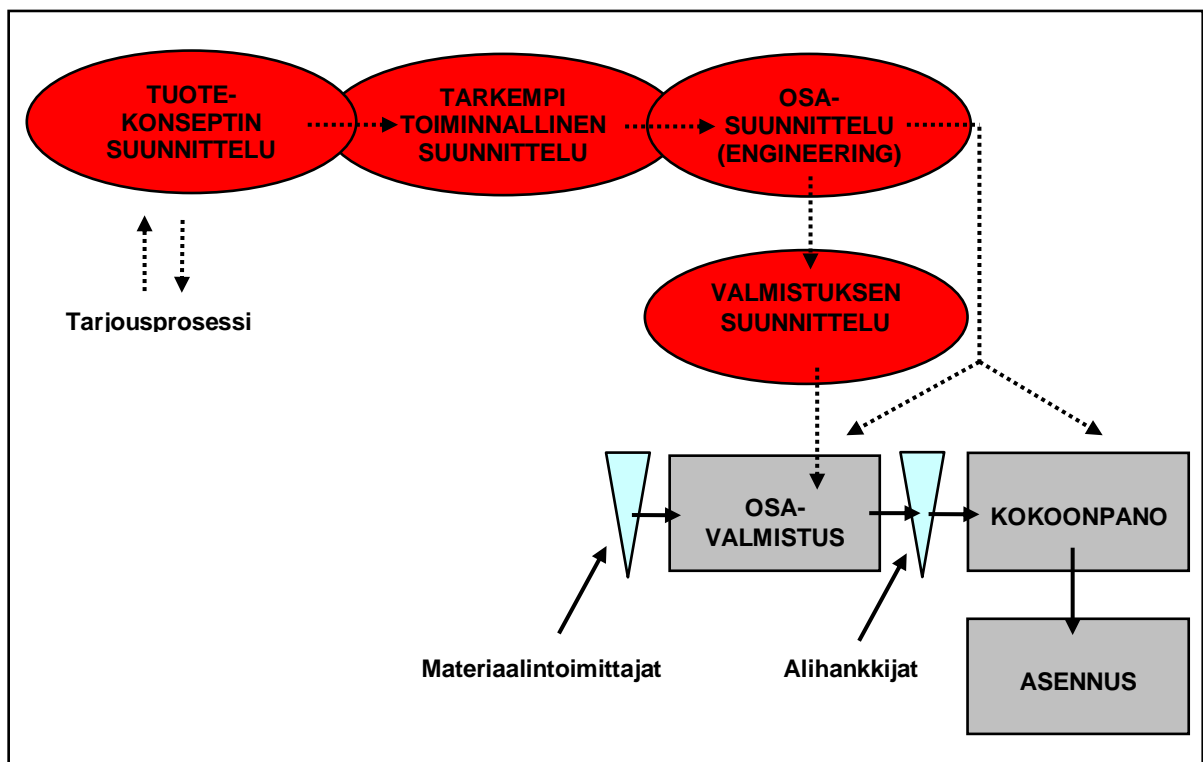 TUOTE-
KONSEPTIN
SUUNNITTELU
TARKEMPI
TOIMINNALLINEN
SUUNNITTELU
OSA-
SUUNNITTELU
(ENGINEERING)
Tarjousprosessi
VALMISTUKSEN
SUUNNITTELU
OSA-
VALMISTUS
KOKOONPANO
Materiaalintoimittajat
Alihankkijat
ASENNUS